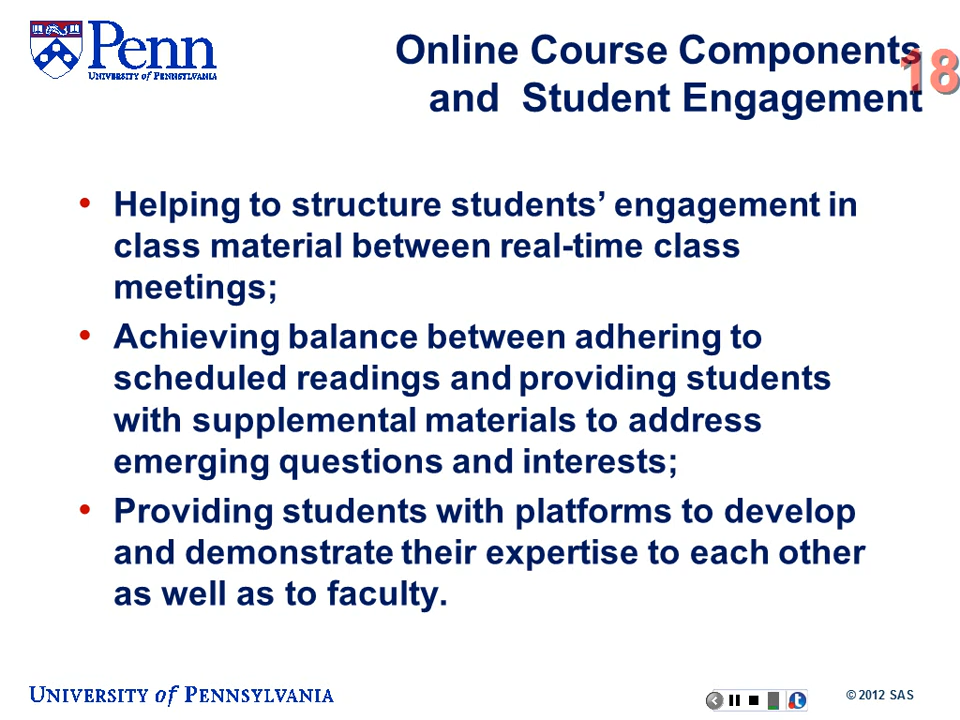 Penn
UNIVERSITY of PENNSYLVANIA
Online Course Components
and  Student Engagement
18
• Helping to structure students’ engagement in
class material between real-time class
meetings;
• Achieving balance between adhering to
scheduled readings and providing students
with supplemental materials to address
emerging questions and interests;
• Providing students with platforms to develop
and demonstrate their expertise to each other
as well as to faculty.
UNIVERSITY of PENNSYLVANIA
t
© 2012 SAS